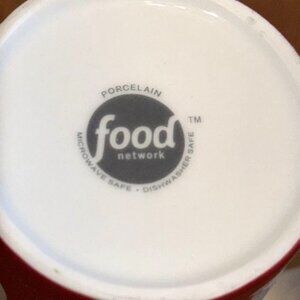 PORCELAIN
food
network
TM
MICROWAVE SAFE - DISHWASHER SAFE